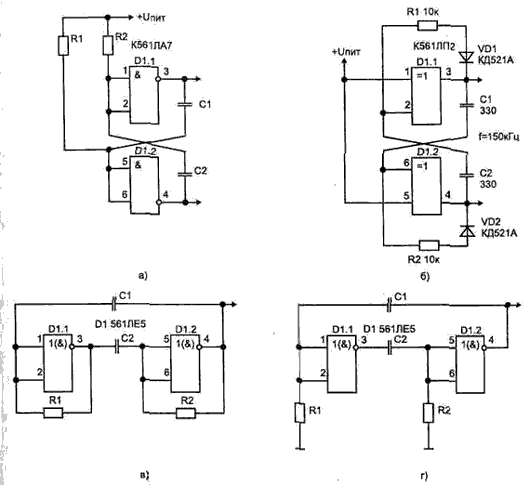 +Uпит
R1
R2
К561ЛА7
D1.1
1
&
3
2
C1
D1.2
5
&
6
4
C2
а)
R1 10к
+Uпит
К561ЛП2
VD1
КД521А
D1.1
1
=1
3
2
C1
330
f=150кГц
D1.2
6
=1
5
4
C2
330
VD2
КД521А
R2 10к
б)
C1
D1.1
D1 561ЛЕ5
D1.2
1
1(&)
3
C2
5
1(&)
4
2
6
R1
R2
в)
C1
D1.1
D1 561ЛЕ5
D1.2
1
1(&)
3
C2
5
1(&)
4
2
6
R1
R2
г)